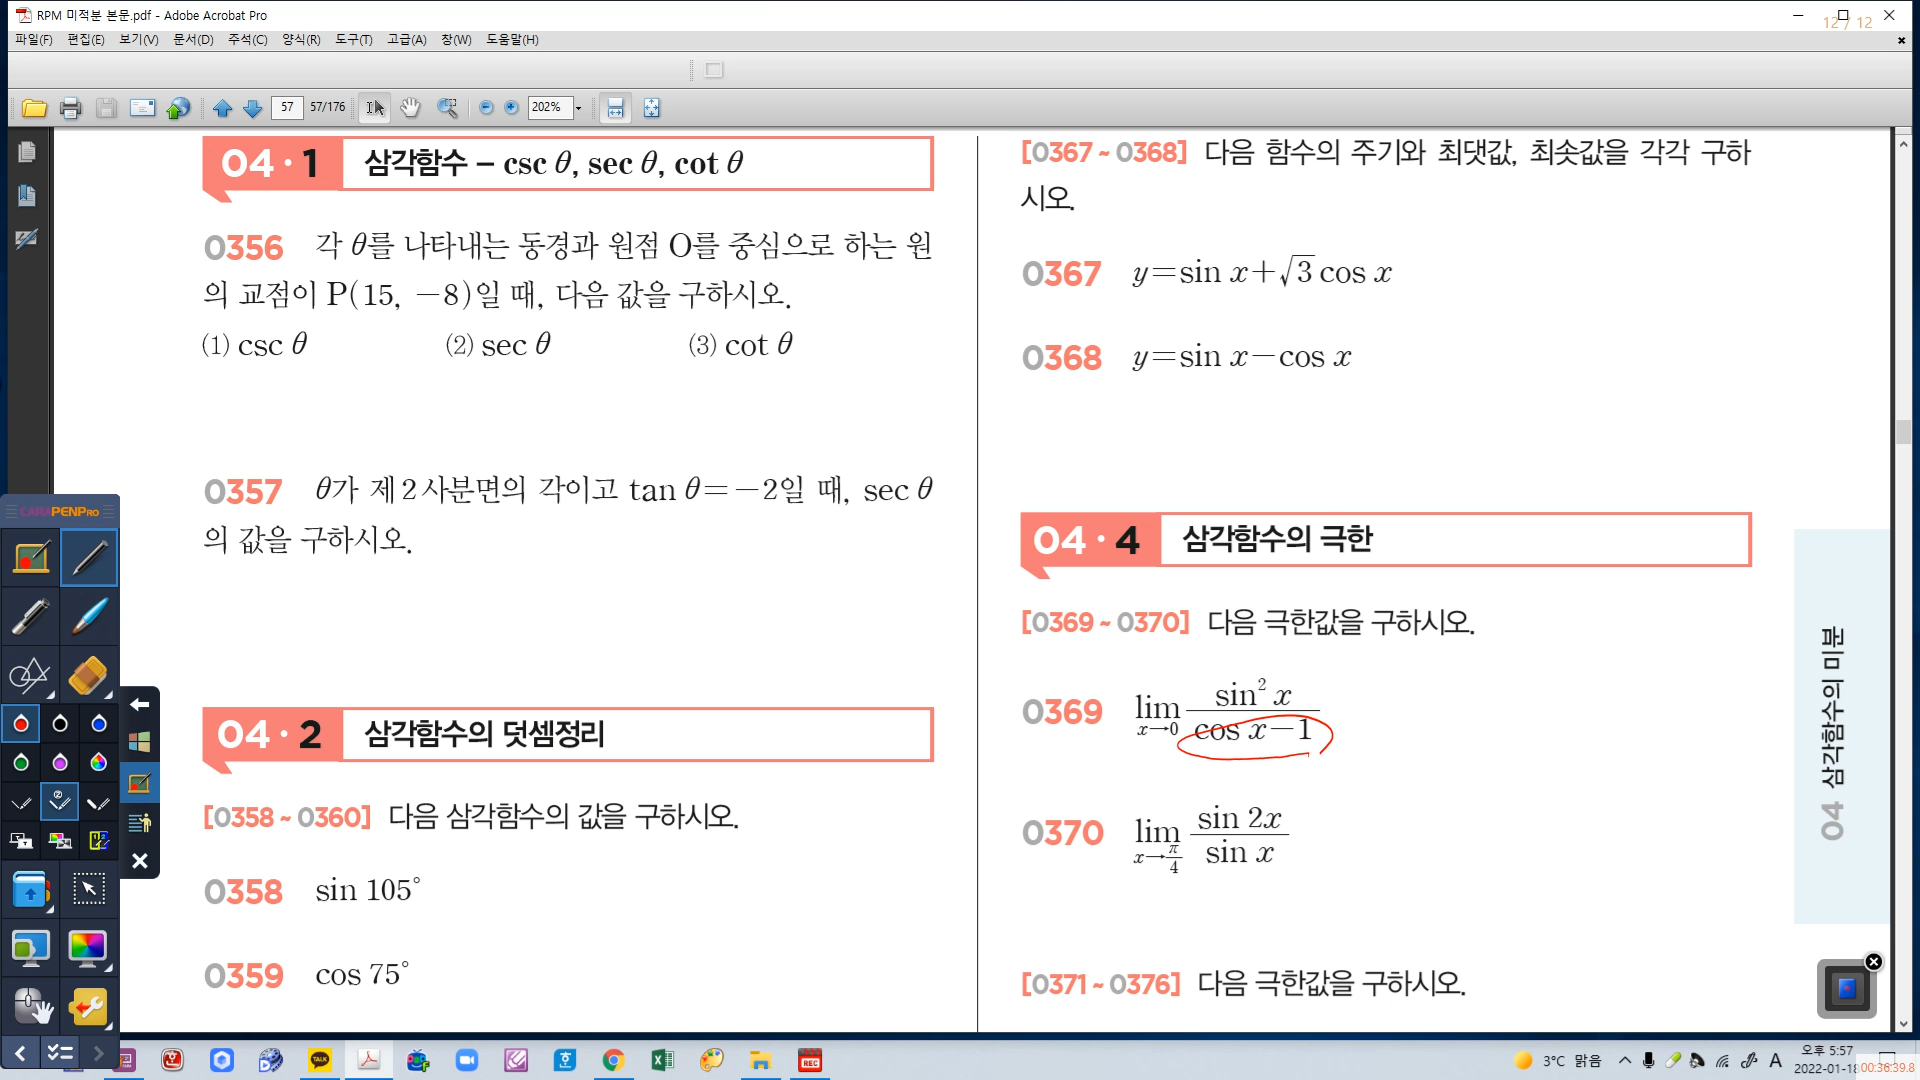 RPM 미적분 본문.pdf - Adobe Acrobat Pro
12 / 12
파일(F) 편집(E) 보기(V) 문서(D) 주석(C) 양식(R) 도구(T) 고급(A) 창(W) 도움말(H)
57 57/176 202%
04·1 삼각함수 – csc θ, sec θ, cot θ
0356 각 θ를 나타내는 동경과 원점 O를 중심으로 하는 원
의 교점이 P(15, −8)일 때, 다음 값을 구하시오.
(1) csc θ (2) sec θ (3) cot θ
0357 θ가 제2사분면의 각이고 tan θ=−2일 때, sec θ
의 값을 구하시오.
04·2 삼각함수의 덧셈정리
[0358 ~ 0360] 다음 삼각함수의 값을 구하시오.
0358 sin 105°
0359 cos 75°
[0367 ~ 0368] 다음 함수의 주기와 최댓값, 최솟값을 각각 구하
시오.
0367 y=sin x+√3 cos x
0368 y=sin x−cos x
04·4 삼각함수의 극한
[0369 ~ 0370] 다음 극한값을 구하시오.
0369 lim x→0 sin² x / cos x−1
0370 lim x→π/4 sin 2x / sin x
[0371 ~ 0376] 다음 극한값을 구하시오.
04 삼각함수의 미분
CARAPENPRO
TALK
REC
3°C 맑음
A
오후 5:57
2022-01-18
00:36:39.8